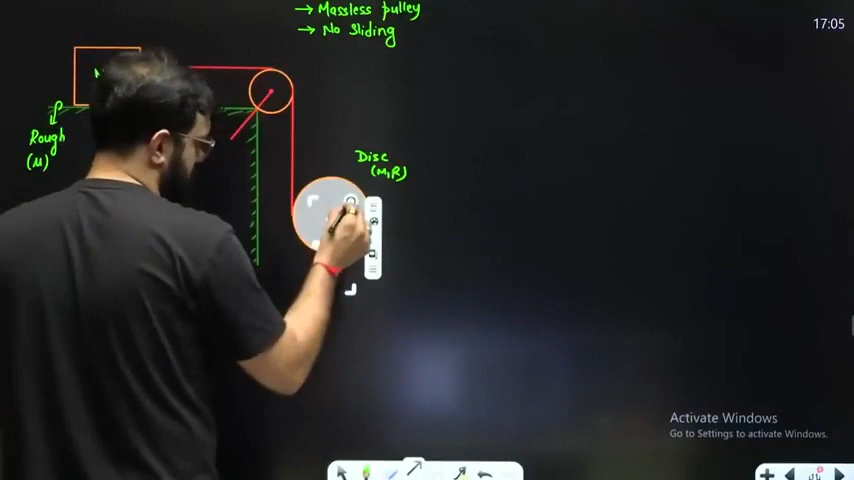 → Massless pulley
→ No Sliding
17:05
Rough
(μ)
Disc
(M,R)
Activate Windows
Go to Settings to activate Windows.